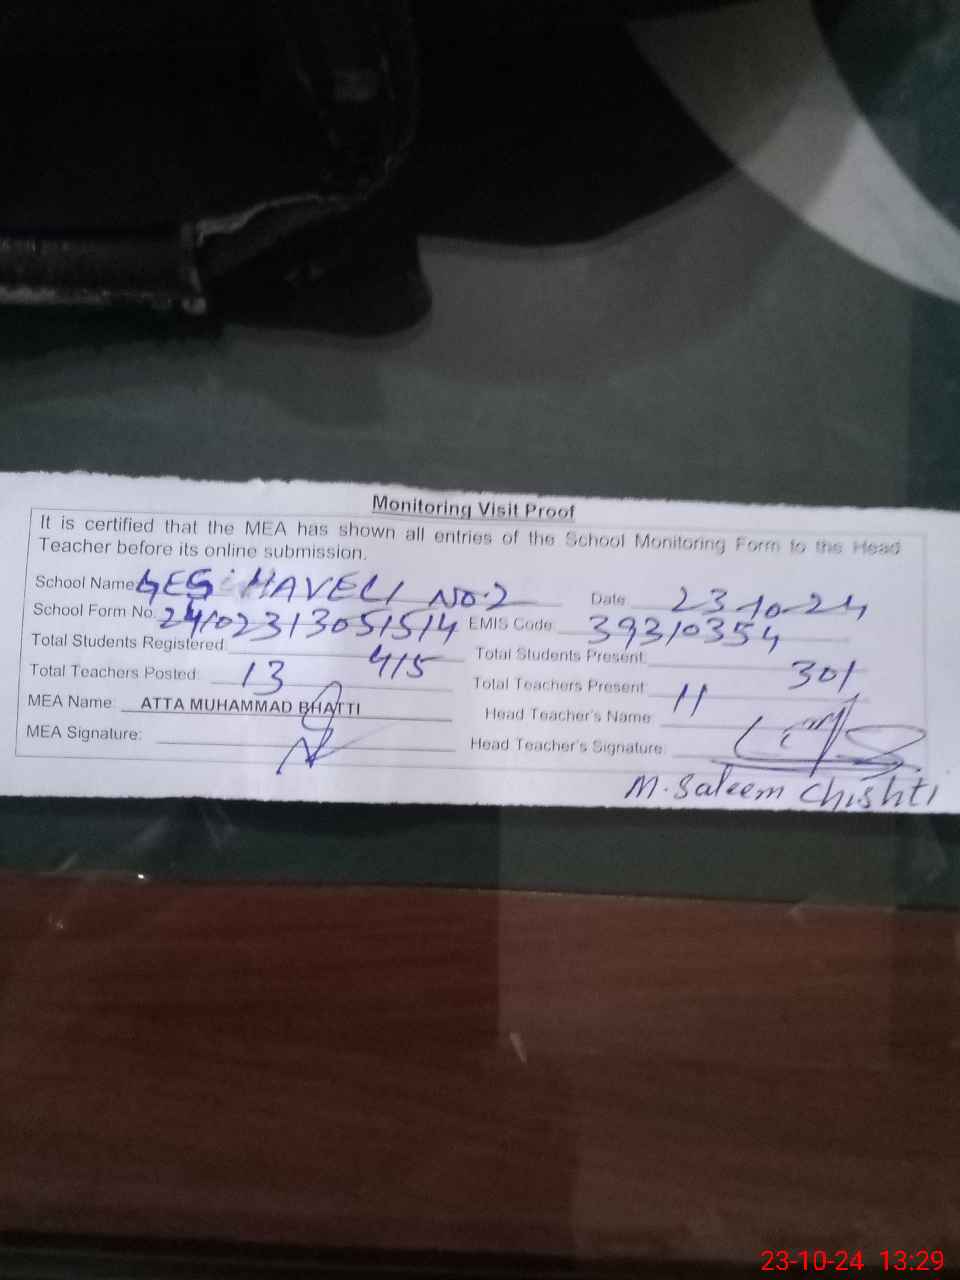 Monitoring Visit Proof
It is certified that the MEA has shown all entries of the School Monitoring Form to the Head
Teacher before its online submission.
School Name GES HAVELI NO.2 Date 23-10-24
School Form No. 24102313051514 EMIS Code 39310354
Total Students Registered: 415 Total Students Present: 301
Total Teachers Posted: 13 Total Teachers Present: 11
MEA Name: ATTA MUHAMMAD BHATTI Head Teacher's Name:
MEA Signature: Head Teacher's Signature:
M. Saleem Chishti
23-10-24 13:29